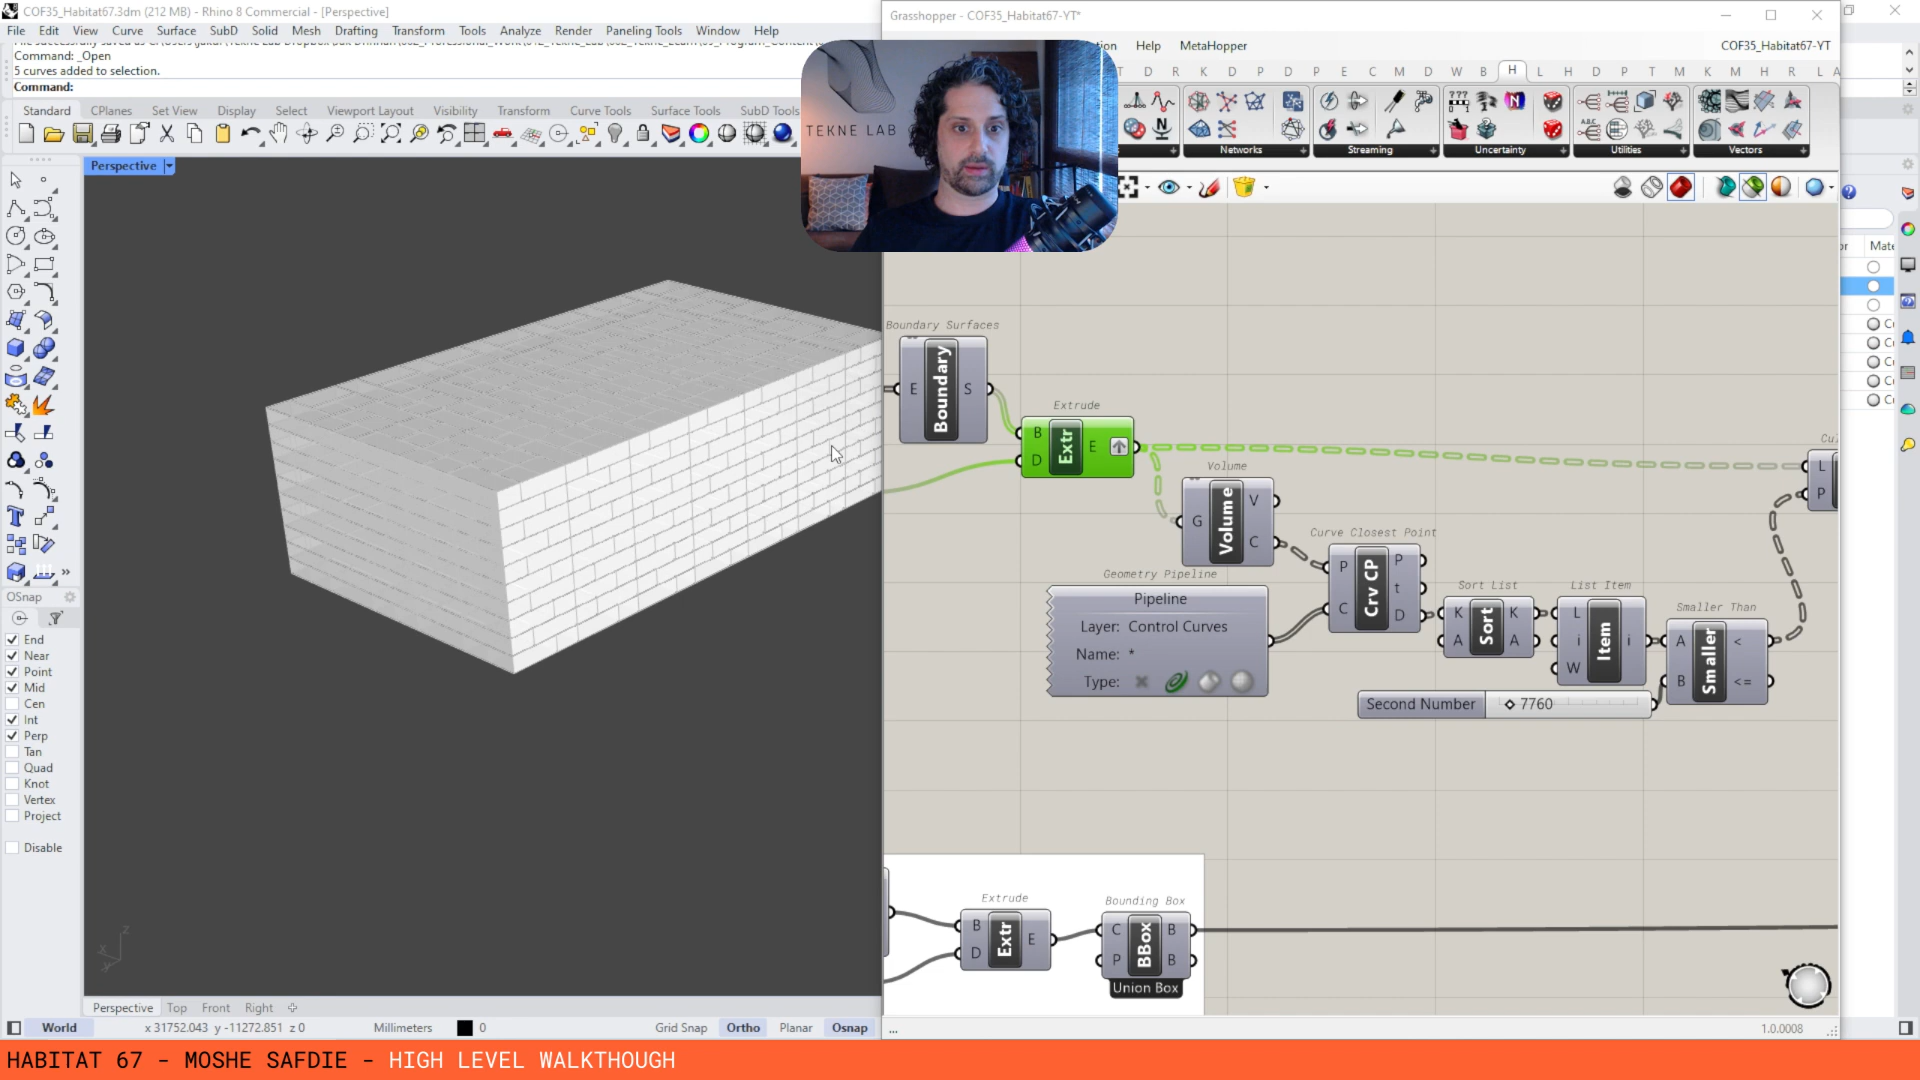 COF35_Habitat67.3dm (212 MB) - Rhino 8 Commercial - [Perspective]
Grasshopper - COF35_Habitat67-YT*
File Edit View Curve Surface SubD Solid Mesh Drafting Transform Tools Analyze Render Paneling Tools Window Help
Help MetaHopper
COF35_Habitat67-YT
Command: _Open
5 curves added to selection.
Command:
D R K D P D P E C M D W B H L H D P T M K M H R L A
Standard CPlanes Set View Display Select Viewport Layout Visibility Transform Curve Tools Surface Tools SubD Tools
TEKNE LAB
Networks Streaming Uncertainty Utilities Vectors
Perspective
Mate
Boundary Surfaces
E Boundary S
Extrude
B D Extr E
Volume
G Volume V C
L
P
Curve Closest Point
P C Crv CP P t D
Geometry Pipeline
Pipeline
Layer: Control Curves
Name: *
Type:
Sort List
K A Sort K A
List Item
L i W Item i
Smaller Than
A B Smaller < <=
Second Number 7760
OSnap
End
Near
Point
Mid
Cen
Int
Perp
Tan
Quad
Knot
Vertex
Project
Disable
Extrude
B D Extr E
Bounding Box
C P BBox B B
Union Box
z
x
Perspective Top Front Right
World x 31752.043 y -11272.851 z 0 Millimeters 0 Grid Snap Ortho Planar Osnap
...
1.0.0008
HABITAT 67 - MOSHE SAFDIE - HIGH LEVEL WALKTHOUGH